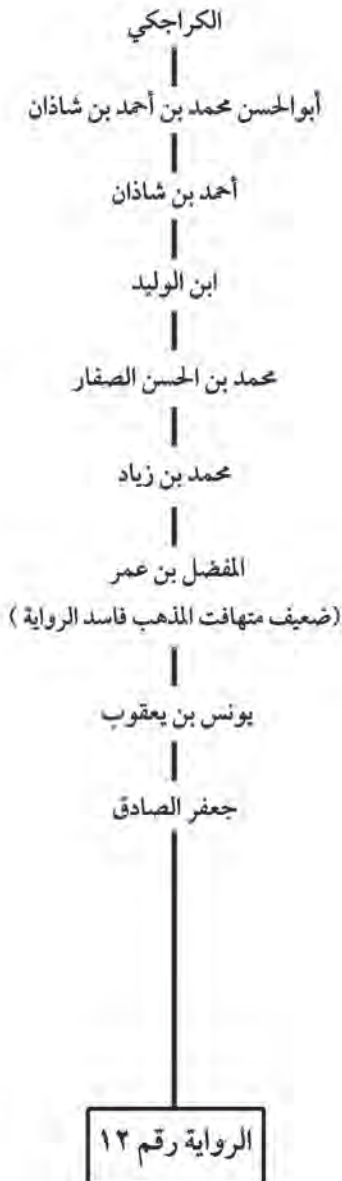 الكراجكي
أبوالحسن محمد بن أحمد بن شاذان
أحمد بن شاذان
ابن الوليد
محمد بن الحسن الصفار
محمد بن زياد
المفضل بن عمر
(ضعيف متهافت المذهب فاسد الرواية )
يونس بن يعقوب
جعفر الصادق
الرواية رقم ١٣